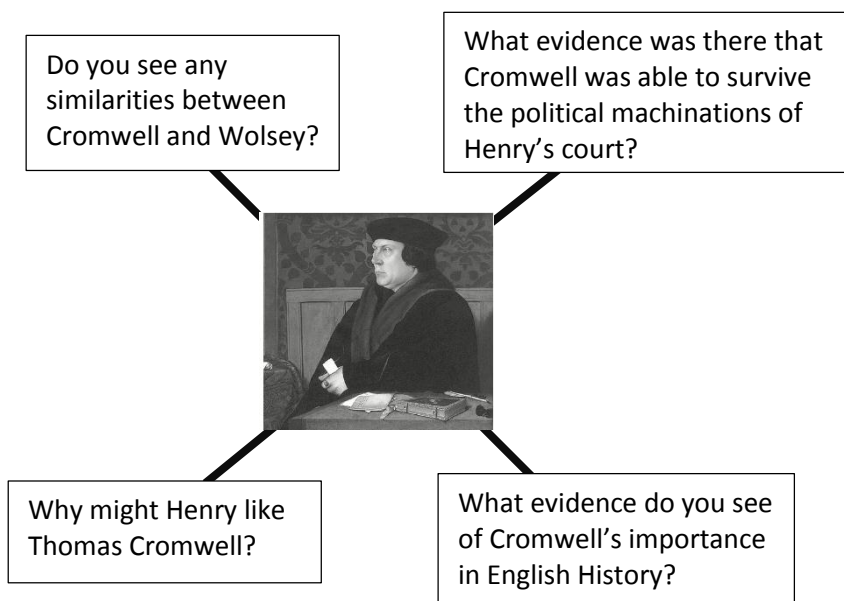 Do you see any
similarities between
Cromwell and Wolsey?
What evidence was there that
Cromwell was able to survive
the political machinations of
Henry’s court?
Why might Henry like
Thomas Cromwell?
What evidence do you see
of Cromwell’s importance
in English History?